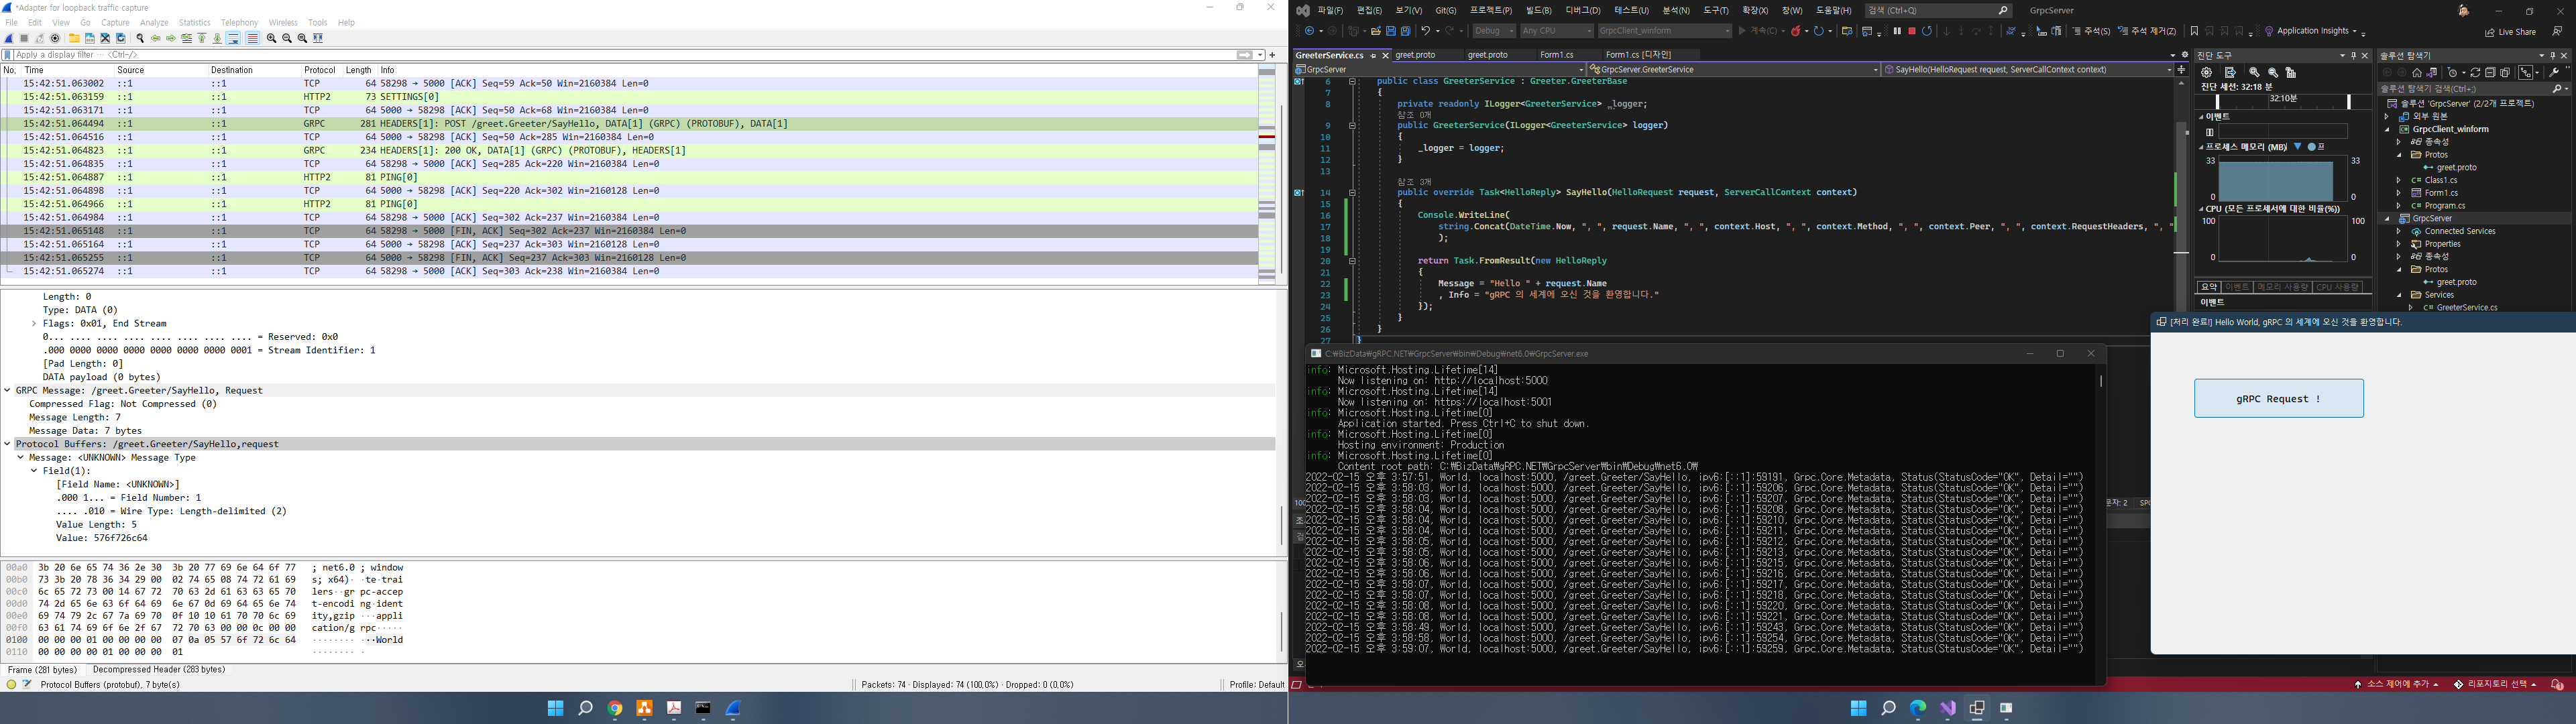 *Adapter for loopback traffic capture
File Edit View Go Capture Analyze Statistics Telephony Wireless Tools Help
Apply a display filter ··· <Ctrl-/>
No. Time Source Destination Protocol Length Info
15:42:51.063002 ::1 ::1 TCP 64 58298 → 5000 [ACK] Seq=59 Ack=50 Win=2160384 Len=0
15:42:51.063159 ::1 ::1 HTTP2 73 SETTINGS[0]
15:42:51.063171 ::1 ::1 TCP 64 5000 → 58298 [ACK] Seq=50 Ack=68 Win=2160384 Len=0
15:42:51.064494 ::1 ::1 GRPC 281 HEADERS[1]: POST /greet.Greeter/SayHello, DATA[1] (GRPC) (PROTOBUF), DATA[1]
15:42:51.064516 ::1 ::1 TCP 64 5000 → 58298 [ACK] Seq=50 Ack=285 Win=2160384 Len=0
15:42:51.064823 ::1 ::1 GRPC 234 HEADERS[1]: 200 OK, DATA[1] (GRPC) (PROTOBUF), HEADERS[1]
15:42:51.064835 ::1 ::1 TCP 64 58298 → 5000 [ACK] Seq=285 Ack=220 Win=2160384 Len=0
15:42:51.064887 ::1 ::1 HTTP2 81 PING[0]
15:42:51.064898 ::1 ::1 TCP 64 5000 → 58298 [ACK] Seq=220 Ack=302 Win=2160128 Len=0
15:42:51.064966 ::1 ::1 HTTP2 81 PING[0]
15:42:51.064984 ::1 ::1 TCP 64 58298 → 5000 [ACK] Seq=302 Ack=237 Win=2160384 Len=0
15:42:51.065148 ::1 ::1 TCP 64 58298 → 5000 [FIN, ACK] Seq=302 Ack=237 Win=2160384 Len=0
15:42:51.065164 ::1 ::1 TCP 64 5000 → 58298 [ACK] Seq=237 Ack=303 Win=2160128 Len=0
15:42:51.065255 ::1 ::1 TCP 64 5000 → 58298 [FIN, ACK] Seq=237 Ack=303 Win=2160128 Len=0
15:42:51.065274 ::1 ::1 TCP 64 58298 → 5000 [ACK] Seq=303 Ack=238 Win=2160384 Len=0
Length: 0
Type: DATA (0)
Flags: 0x01, End Stream
0... .... .... .... .... .... .... .... = Reserved: 0x0
.000 0000 0000 0000 0000 0000 0000 0001 = Stream Identifier: 1
[Pad Length: 0]
DATA payload (0 bytes)
GRPC Message: /greet.Greeter/SayHello, Request
Compressed Flag: Not Compressed (0)
Message Length: 7
Message Data: 7 bytes
Protocol Buffers: /greet.Greeter/SayHello,request
Message: <UNKNOWN> Message Type
Field(1):
[Field Name: <UNKNOWN>]
.000 1... = Field Number: 1
.... .010 = Wire Type: Length-delimited (2)
Value Length: 5
Value: 576f726c64
00a0 3b 20 6e 65 74 36 2e 30 3b 20 77 69 6e 64 6f 77 ; net6.0 ; window
00b0 73 3b 20 78 36 34 29 00 02 74 65 08 74 72 61 69 s; x64)· ·te·trai
00c0 6c 65 72 73 00 14 67 72 70 63 2d 61 63 63 65 70 lers··gr pc-accep
00d0 74 2d 65 6e 63 6f 64 69 6e 67 0d 69 64 65 6e 74 t-encodi ng·ident
00e0 69 74 79 2c 67 7a 69 70 0f 10 10 61 70 70 6c 69 ity,gzip ···appli
00f0 63 61 74 69 6f 6e 2f 67 72 70 63 00 00 0c 00 00 cation/g rpc·····
0100 00 00 00 01 00 00 00 00 07 0a 05 57 6f 72 6c 64 ········ ···World
0110 00 00 00 00 01 00 00 00 01 ········ ·
Frame (281 bytes) Decompressed Header (283 bytes)
Protocol Buffers (protobuf), 7 byte(s) Packets: 74 · Displayed: 74 (100.0%) · Dropped: 0 (0.0%) Profile: Default
파일(F) 편집(E) 보기(V) Git(G) 프로젝트(P) 빌드(B) 디버그(D) 테스트(U) 분석(N) 도구(T) 확장(X) 창(W) 도움말(H) 검색 (Ctrl+Q) GrpcServer
Debug Any CPU GrpcClient_winform 계속(C) 주석(S) 주석 제거(Z) Application Insights Live Share
GreeterService.cs greet.proto greet.proto Form1.cs Form1.cs [디자인]
GrpcServer GrpcServer.GreeterService SayHello(HelloRequest request, ServerCallContext context)
6 public class GreeterService : Greeter.GreeterBase
7 {
8 private readonly ILogger<GreeterService> _logger;
참조 0개
9 public GreeterService(ILogger<GreeterService> logger)
10 {
11 _logger = logger;
12 }
13
참조 3개
14 public override Task<HelloReply> SayHello(HelloRequest request, ServerCallContext context)
15 {
16 Console.WriteLine(
17 string.Concat(DateTime.Now, ", ", request.Name, ", ", context.Host, ", ", context.Method, ", ", context.Peer, ", ", context.RequestHeaders, ", "
18 );
19
20 return Task.FromResult(new HelloReply
21 {
22 Message = "Hello " + request.Name
23 , Info = "gRPC 의 세계에 오신 것을 환영합니다."
24 });
25 }
26 }
27 }
C:\BizData\gRPC.NET\GrpcServer\bin\Debug\net6.0\GrpcServer.exe
info: Microsoft.Hosting.Lifetime[14]
Now listening on: http://localhost:5000
info: Microsoft.Hosting.Lifetime[14]
Now listening on: https://localhost:5001
info: Microsoft.Hosting.Lifetime[0]
Application started. Press Ctrl+C to shut down.
info: Microsoft.Hosting.Lifetime[0]
Hosting environment: Production
info: Microsoft.Hosting.Lifetime[0]
Content root path: C:\BizData\gRPC.NET\GrpcServer\bin\Debug\net6.0\
2022-02-15 오후 3:57:51, World, localhost:5000, /greet.Greeter/SayHello, ipv6:[::1]:59191, Grpc.Core.Metadata, Status(StatusCode="OK", Detail="")
2022-02-15 오후 3:58:03, World, localhost:5000, /greet.Greeter/SayHello, ipv6:[::1]:59206, Grpc.Core.Metadata, Status(StatusCode="OK", Detail="")
2022-02-15 오후 3:58:03, World, localhost:5000, /greet.Greeter/SayHello, ipv6:[::1]:59207, Grpc.Core.Metadata, Status(StatusCode="OK", Detail="")
2022-02-15 오후 3:58:04, World, localhost:5000, /greet.Greeter/SayHello, ipv6:[::1]:59208, Grpc.Core.Metadata, Status(StatusCode="OK", Detail="")
2022-02-15 오후 3:58:04, World, localhost:5000, /greet.Greeter/SayHello, ipv6:[::1]:59210, Grpc.Core.Metadata, Status(StatusCode="OK", Detail="")
2022-02-15 오후 3:58:04, World, localhost:5000, /greet.Greeter/SayHello, ipv6:[::1]:59211, Grpc.Core.Metadata, Status(StatusCode="OK", Detail="")
2022-02-15 오후 3:58:05, World, localhost:5000, /greet.Greeter/SayHello, ipv6:[::1]:59212, Grpc.Core.Metadata, Status(StatusCode="OK", Detail="")
2022-02-15 오후 3:58:05, World, localhost:5000, /greet.Greeter/SayHello, ipv6:[::1]:59213, Grpc.Core.Metadata, Status(StatusCode="OK", Detail="")
2022-02-15 오후 3:58:06, World, localhost:5000, /greet.Greeter/SayHello, ipv6:[::1]:59215, Grpc.Core.Metadata, Status(StatusCode="OK", Detail="")
2022-02-15 오후 3:58:06, World, localhost:5000, /greet.Greeter/SayHello, ipv6:[::1]:59216, Grpc.Core.Metadata, Status(StatusCode="OK", Detail="")
2022-02-15 오후 3:58:07, World, localhost:5000, /greet.Greeter/SayHello, ipv6:[::1]:59217, Grpc.Core.Metadata, Status(StatusCode="OK", Detail="")
2022-02-15 오후 3:58:07, World, localhost:5000, /greet.Greeter/SayHello, ipv6:[::1]:59218, Grpc.Core.Metadata, Status(StatusCode="OK", Detail="")
2022-02-15 오후 3:58:08, World, localhost:5000, /greet.Greeter/SayHello, ipv6:[::1]:59220, Grpc.Core.Metadata, Status(StatusCode="OK", Detail="")
2022-02-15 오후 3:58:08, World, localhost:5000, /greet.Greeter/SayHello, ipv6:[::1]:59221, Grpc.Core.Metadata, Status(StatusCode="OK", Detail="")
2022-02-15 오후 3:58:49, World, localhost:5000, /greet.Greeter/SayHello, ipv6:[::1]:59243, Grpc.Core.Metadata, Status(StatusCode="OK", Detail="")
2022-02-15 오후 3:58:58, World, localhost:5000, /greet.Greeter/SayHello, ipv6:[::1]:59254, Grpc.Core.Metadata, Status(StatusCode="OK", Detail="")
2022-02-15 오후 3:59:07, World, localhost:5000, /greet.Greeter/SayHello, ipv6:[::1]:59259, Grpc.Core.Metadata, Status(StatusCode="OK", Detail="")
진단 도구
진단 세션: 32:18 분
32:10분
이벤트
프로세스 메모리 (MB) 프
33 33
0 0
CPU (모든 프로세서에 대한 비율(%))
100 100
0 0
요약 이벤트 메모리 사용량 CPU 사용량
이벤트
솔루션 탐색기
솔루션 탐색기 검색(Ctrl+;)
솔루션 'GrpcServer' (2/2개 프로젝트)
외부 원본
GrpcClient_winform
종속성
Protos
greet.proto
Class1.cs
Form1.cs
Program.cs
GrpcServer
Connected Services
Properties
종속성
Protos
greet.proto
Services
GreeterService.cs
[처리 완료!] Hello World, gRPC 의 세계에 오신 것을 환영합니다.
gRPC Request !
문자: 2
소스 제어에 추가 리포지토리 선택